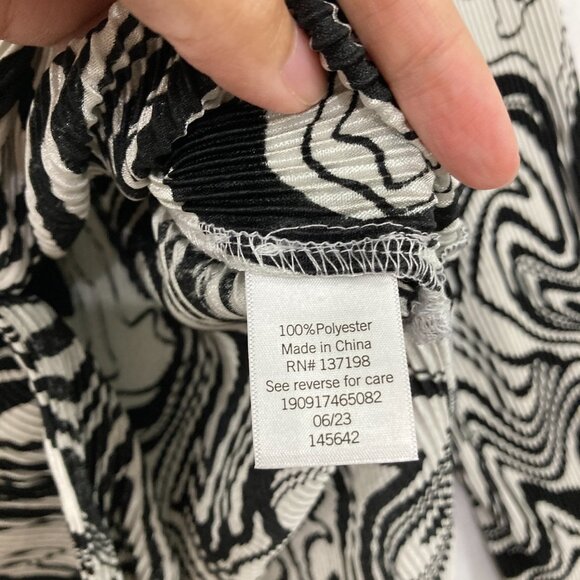 100%Polyester
Made in China
RN# 137198
See reverse for care
190917465082
06/23
145642